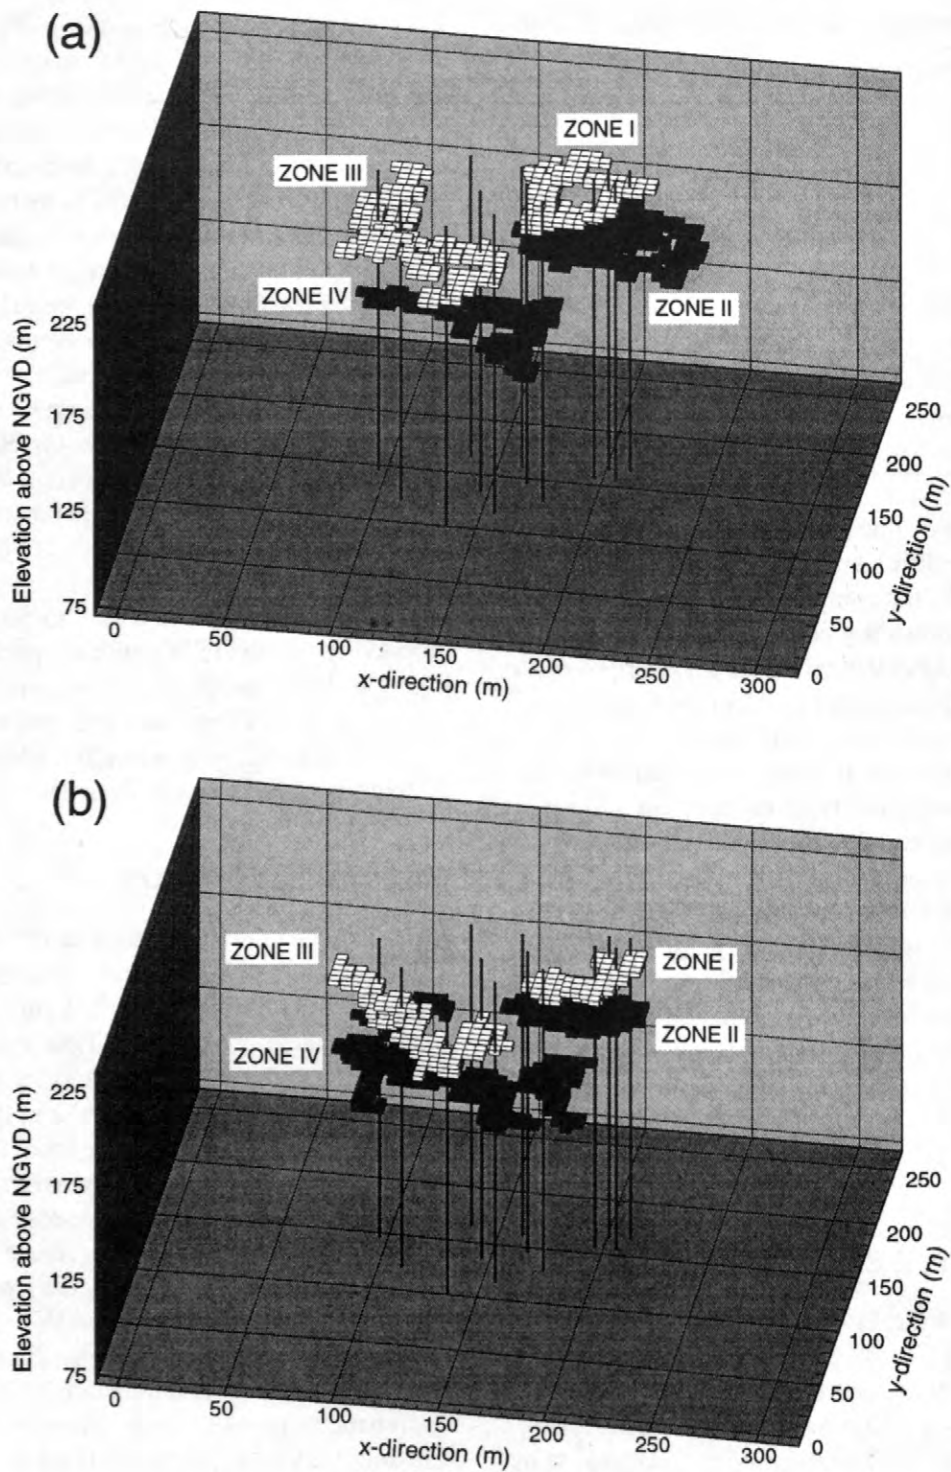 (a)
ZONE I
ZONE III
ZONE IV
ZONE II
Elevation above NGVD (m)
225
175
125
75
0
50
100
150
200
250
300
x-direction (m)
0
50
100
150
200
250
y-direction (m)
(b)
ZONE III
ZONE I
ZONE II
ZONE IV
Elevation above NGVD (m)
225
175
125
75
0
50
100
150
200
250
300
x-direction (m)
0
50
100
150
200
250
y-direction (m)